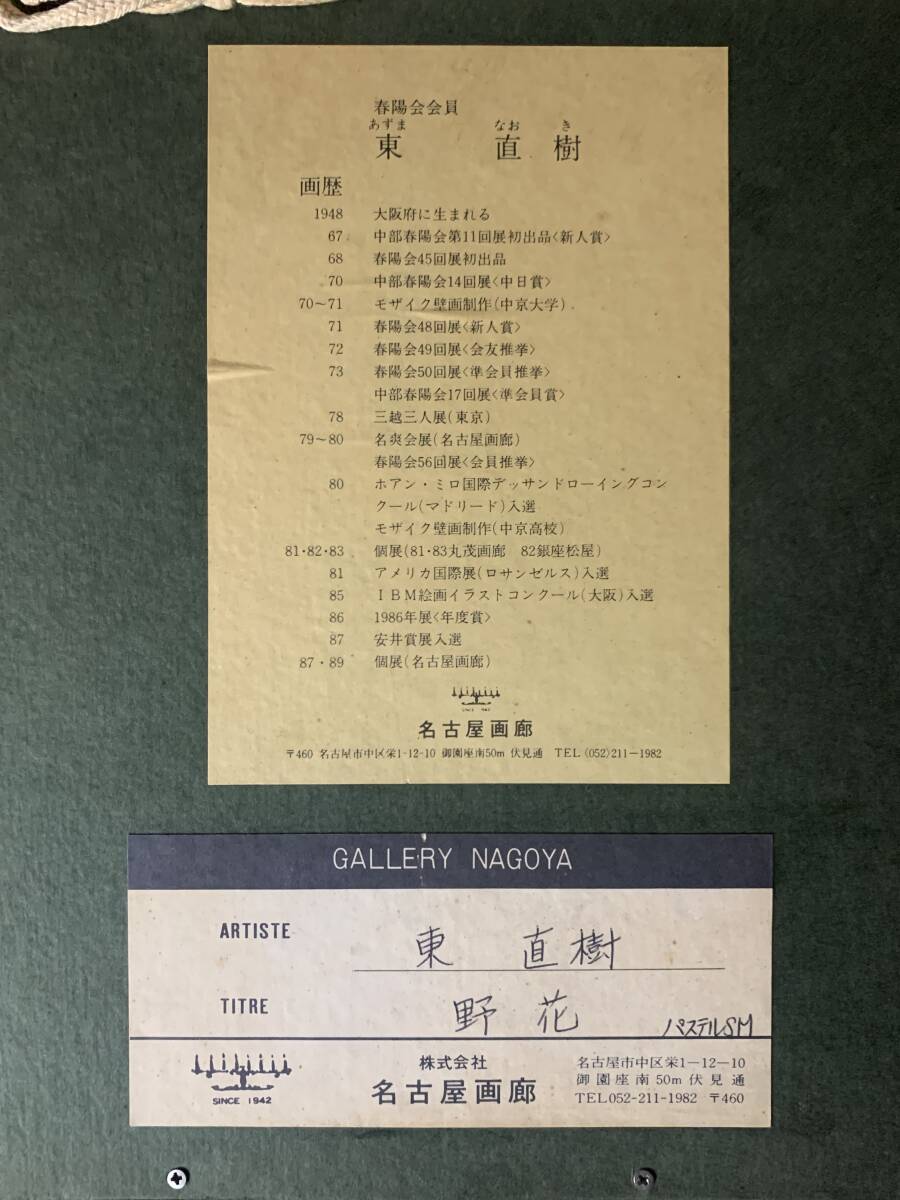 春陽会会員
あずま なおき
東 直樹
画歴
1948 大阪府に生まれる
67 中部春陽会第11回展初出品〈新人賞〉
68 春陽会45回展初出品
70 中部春陽会14回展〈中日賞〉
70〜71 モザイク壁画制作(中京大学)
71 春陽会48回展〈新人賞〉
72 春陽会49回展〈会友推挙〉
73 春陽会50回展〈準会員推挙〉
中部春陽会17回展〈準会員賞〉
78 三越三人展(東京)
79〜80 名爽会展(名古屋画廊)
春陽会56回展〈会員推挙〉
80 ホアン・ミロ国際デッサンドローイングコン
クール(マドリード)入選
モザイク壁画制作(中京高校)
81・82・83 個展(81・83丸茂画廊 82銀座松屋)
81 アメリカ国際展(ロサンゼルス)入選
85 ＩＢＭ絵画イラストコンクール(大阪)入選
86 1986年展〈年度賞〉
87 安井賞展入選
87・89 個展(名古屋画廊)
SINCE 1942
名古屋画廊
〒460 名古屋市中区栄1-12-10 御園座南50m 伏見通 TEL (052)211-1982
GALLERY NAGOYA
ARTISTE 東 直樹
TITRE 野花 パステルSM
SINCE 1942
株式会社
名古屋画廊
名古屋市中区栄1-12-10
御園座南50m伏見通
TEL052-211-1982 〒460